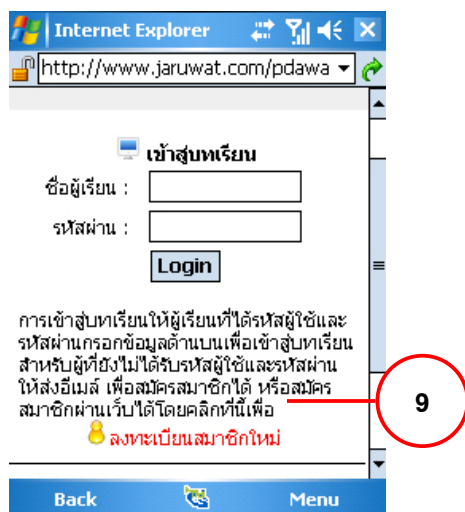 Internet Explorer
http://www.jaruwat.com/pdawa
เข้าสู่บทเรียน
ชื่อผู้เรียน :
รหัสผ่าน :
Login
การเข้าสู่บทเรียนให้ผู้เรียนที่ได้รหัสผู้ใช้และ
รหัสผ่านกรอกข้อมูลด้านบนเพื่อเข้าสู่บทเรียน
สำหรับผู้ที่ยังไม่ได้รับรหัสผู้ใช้และรหัสผ่าน
ให้ส่งอีเมล์ เพื่อสมัครสมาชิกได้ หรือสมัคร
สมาชิกผ่านเว็บได้โดยคลิกที่นี้เพื่อ
9
ลงทะเบียนสมาชิกใหม่
Back
Menu